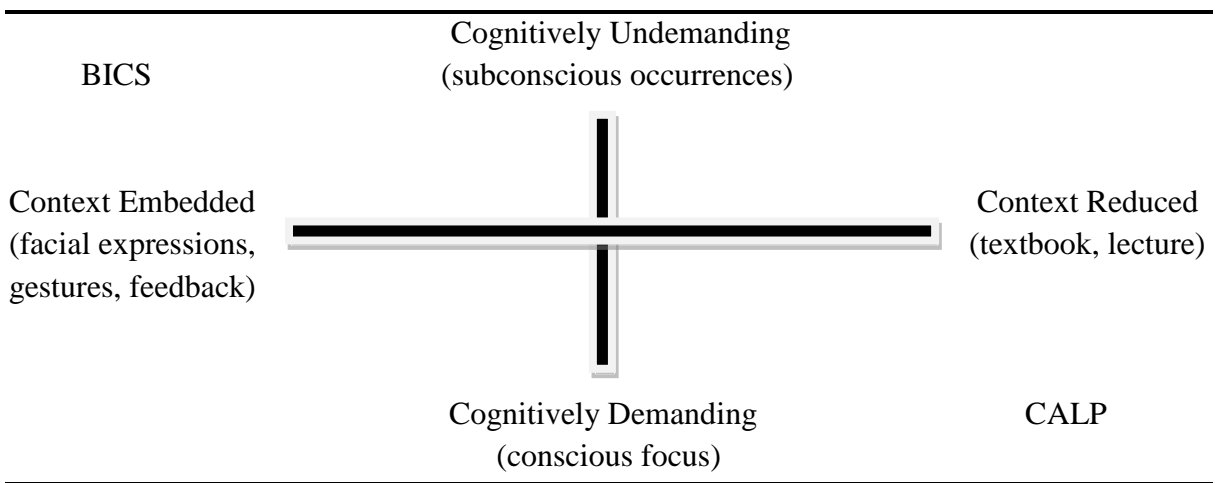 Cognitively Undemanding
BICS
(subconscious occurrences)
Context Embedded
(facial expressions,
gestures, feedback)
Context Reduced
(textbook, lecture)
Cognitively Demanding
CALP
(conscious focus)